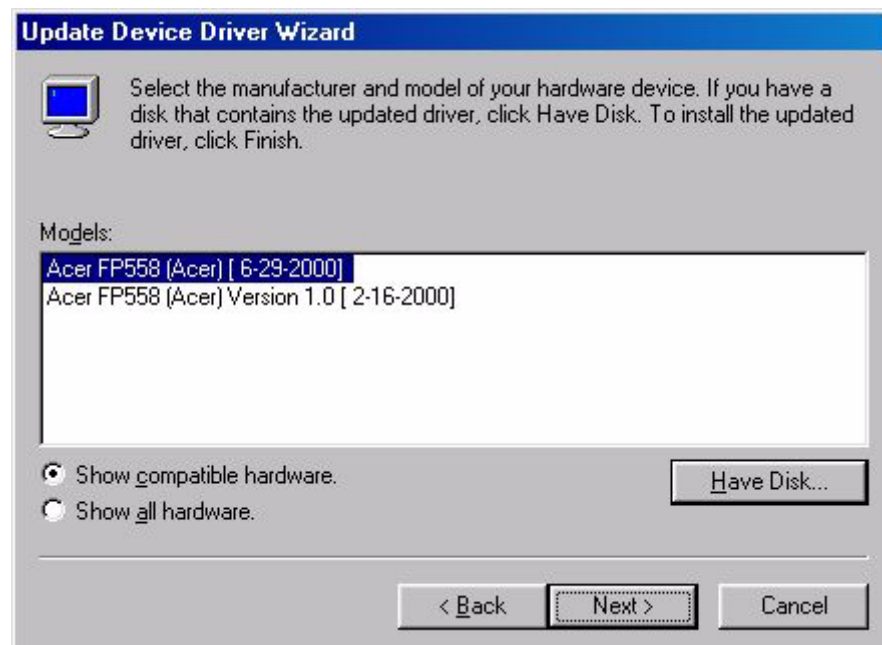 Update Device Driver Wizard
Select the manufacturer and model of your hardware device. If you have a
disk that contains the updated driver, click Have Disk. To install the updated
driver, click Finish.
Models:
Acer FP558 (Acer) [ 6-29-2000]
Acer FP558 (Acer) Version 1.0 [ 2-16-2000]
Show compatible hardware.
Show all hardware.
Have Disk...
< Back
Next >
Cancel